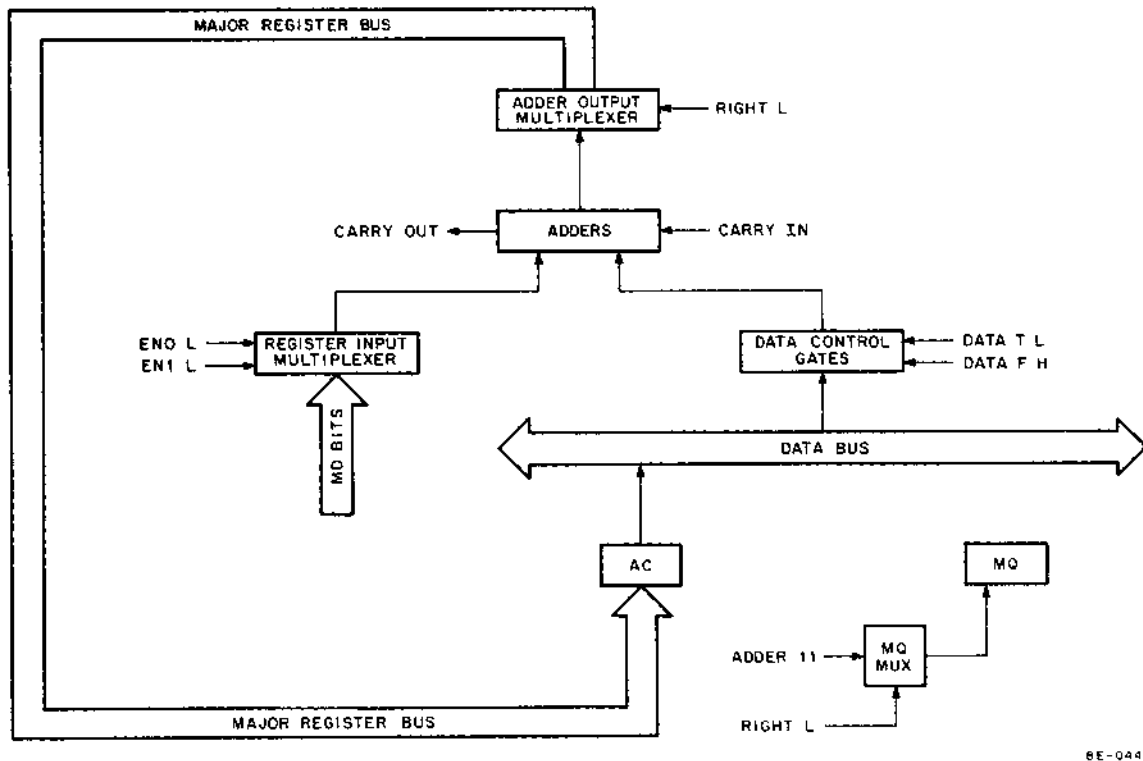 MAJOR REGISTER BUS
ADDER OUTPUT
MULTIPLEXER
RIGHT L
CARRY OUT
ADDERS
CARRY IN
EN0 L
EN1 L
REGISTER INPUT
MULTIPLEXER
DATA CONTROL
GATES
DATA T L
DATA F H
MD BITS
DATA BUS
AC
MQ
ADDER 11
MQ
MUX
RIGHT L
MAJOR REGISTER BUS
8E-044